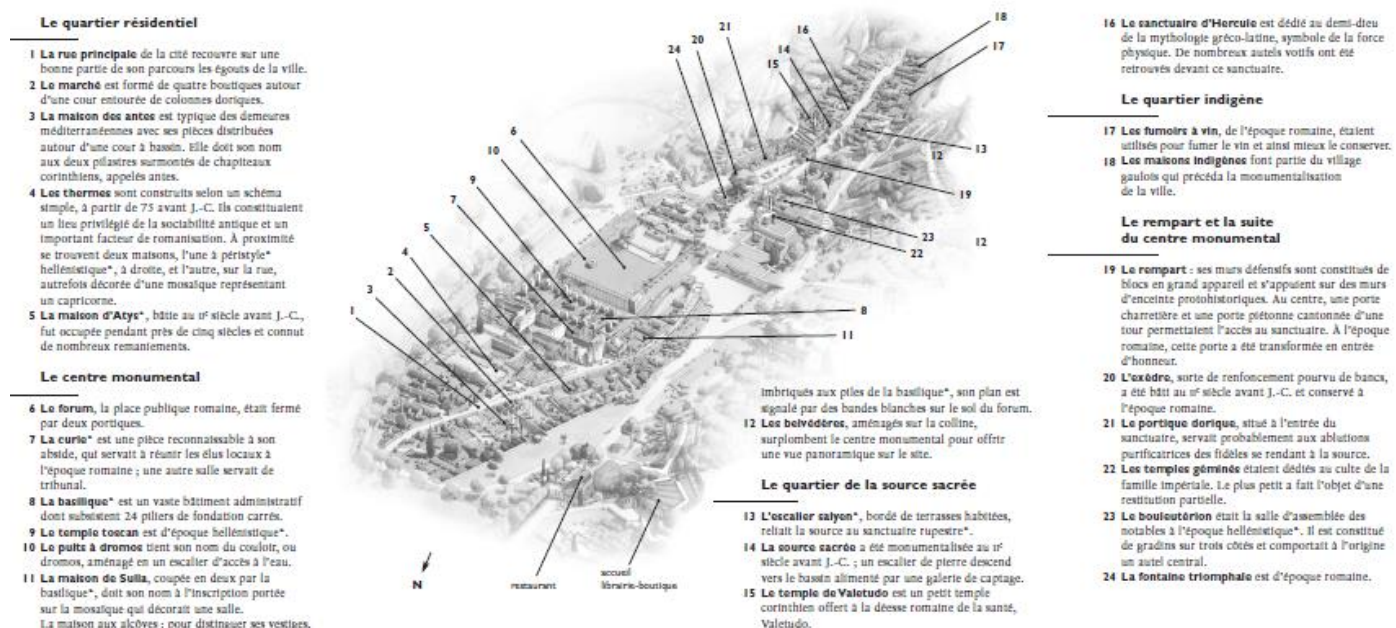 Le quartier résidentiel
1 La rue principale de la cité recouvre sur une
bonne partie de son parcours les égouts de la ville.
2 Le marché est formé de quatre boutiques autour
d'une cour entourée de colonnes doriques.
3 La maison des antes est typique des demeures
méditerranéennes avec ses pièces distribuées
autour d'une cour à bassin. Elle doit son nom
aux deux pilastres surmontés de chapiteaux
corinthiens, appelés antes.
4 Les thermes sont construits selon un schéma
simple, à partir de 75 avant J.-C. Ils constituaient
un lieu privilégié de la sociabilité antique et un
important facteur de romanisation. À proximité
se trouvent deux maisons, l'une à péristyle*
hellénistique*, à droite, et l'autre, sur la rue,
autrefois décorée d'une mosaïque représentant
un capricorne.
5 La maison d'Atys*, bâtie au IIe siècle avant J.-C.,
fut occupée pendant près de cinq siècles et connut
de nombreux remaniements.
Le centre monumental
6 Le forum, la place publique romaine, était fermé
par deux portiques.
7 La curie* est une pièce reconnaissable à son
abside, qui servait à réunir les élus locaux à
l'époque romaine ; une autre salle servait de
tribunal.
8 La basilique* est un vaste bâtiment administratif
dont subsistent 24 piliers de fondation carrés.
9 Le temple toscan est d'époque hellénistique*.
10 Le puits à dromos tient son nom du couloir, ou
dromos, aménagé en un escalier d'accès à l'eau.
11 La maison de Sulla, coupée en deux par la
basilique*, doit son nom à l'inscription portée
sur la mosaïque qui décorait une salle.
La maison aux alcôves : pour distinguer ses vestiges,
18
17
16
21
20
14
24
15
6
10
9
7
5
4
2
3
1
12
13
19
23
12
22
8
11
N
restaurant
accueil
librairie-boutique
imbriqués aux piles de la basilique*, son plan est
signalé par des bandes blanches sur le sol du forum.
12 Les belvédères, aménagés sur la colline,
surplombent le centre monumental pour offrir
une vue panoramique sur le site.
Le quartier de la source sacrée
13 L'escalier salyen*, bordé de terrasses habitées,
reliait la source au sanctuaire rupestre*.
14 La source sacrée a été monumentalisée au IIe
siècle avant J.-C. ; un escalier de pierre descend
vers le bassin alimenté par une galerie de captage.
15 Le temple de Valetudo est un petit temple
corinthien offert à la déesse romaine de la santé,
Valetudo.
16 Le sanctuaire d'Hercule est dédié au demi-dieu
de la mythologie gréco-latine, symbole de la force
physique. De nombreux autels votifs ont été
retrouvés devant ce sanctuaire.
Le quartier indigène
17 Les fumoirs à vin, de l'époque romaine, étaient
utilisés pour fumer le vin et ainsi mieux le conserver.
18 Les maisons indigènes font partie du village
gaulois qui précéda la monumentalisation
de la ville.
Le rempart et la suite
du centre monumental
19 Le rempart : ses murs défensifs sont constitués de
blocs en grand appareil et s'appuient sur des murs
d'enceinte protohistoriques. Au centre, une porte
charretière et une porte piétonne cantonnée d'une
tour permettaient l'accès au sanctuaire. À l'époque
romaine, cette porte a été transformée en entrée
d'honneur.
20 L'exèdre, sorte de renfoncement pourvu de bancs,
a été bâti au IIe siècle avant J.-C. et conservé à
l'époque romaine.
21 Le portique dorique, situé à l'entrée du
sanctuaire, servait probablement aux ablutions
purificatrices des fidèles se rendant à la source.
22 Les temples géminés étaient dédiés au culte de la
famille impériale. Le plus petit a fait l'objet d'une
restitution partielle.
23 Le bouleutérion était la salle d'assemblée des
notables à l'époque hellénistique*. Il est constitué
de gradins sur trois côtés et comportait à l'origine
un autel central.
24 La fontaine triomphale est d'époque romaine.